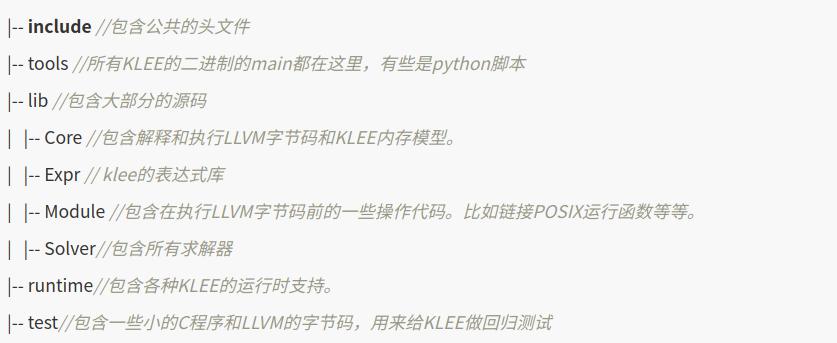 |-- include //包含公共的头文件
|-- tools //所有KLEE的二进制的main都在这里，有些是python脚本
|-- lib //包含大部分的源码
| |-- Core //包含解释和执行LLVM字节码和KLEE内存模型。
| |-- Expr // klee的表达式库
| |-- Module //包含在执行LLVM字节码前的一些操作代码。比如链接POSIX运行函数等等。
| |-- Solver//包含所有求解器
|-- runtime//包含各种KLEE的运行时支持。
|-- test//包含一些小的C程序和LLVM的字节码，用来给KLEE做回归测试